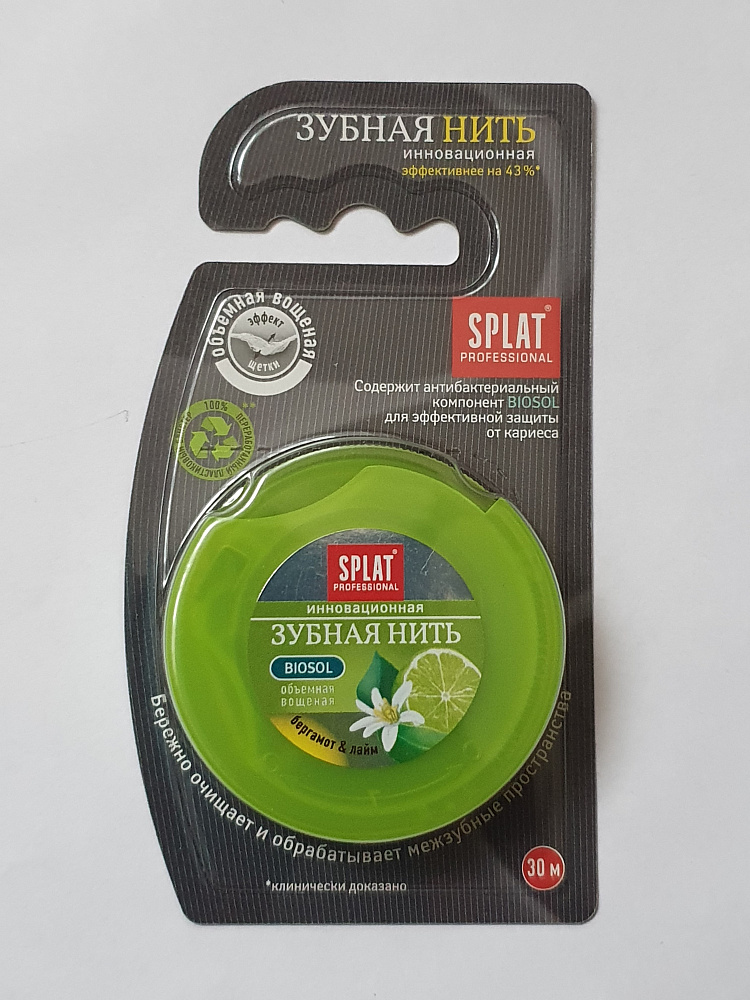 ЗУБНАЯ НИТЬ
инновационная
эффективнее на 43%*
объемная вощеная
эффект
щетки
SPLAT®
PROFESSIONAL
Содержит антибактериальный
компонент BIOSOL
для эффективной защиты
от кариеса
100% переработанный пластиковый
**
SPLAT®
PROFESSIONAL
инновационная
ЗУБНАЯ НИТЬ
BIOSOL
объемная
вощеная
бергамот & лайм
Бережно очищает и обрабатывает межзубные пространства
30 м
*клинически доказано